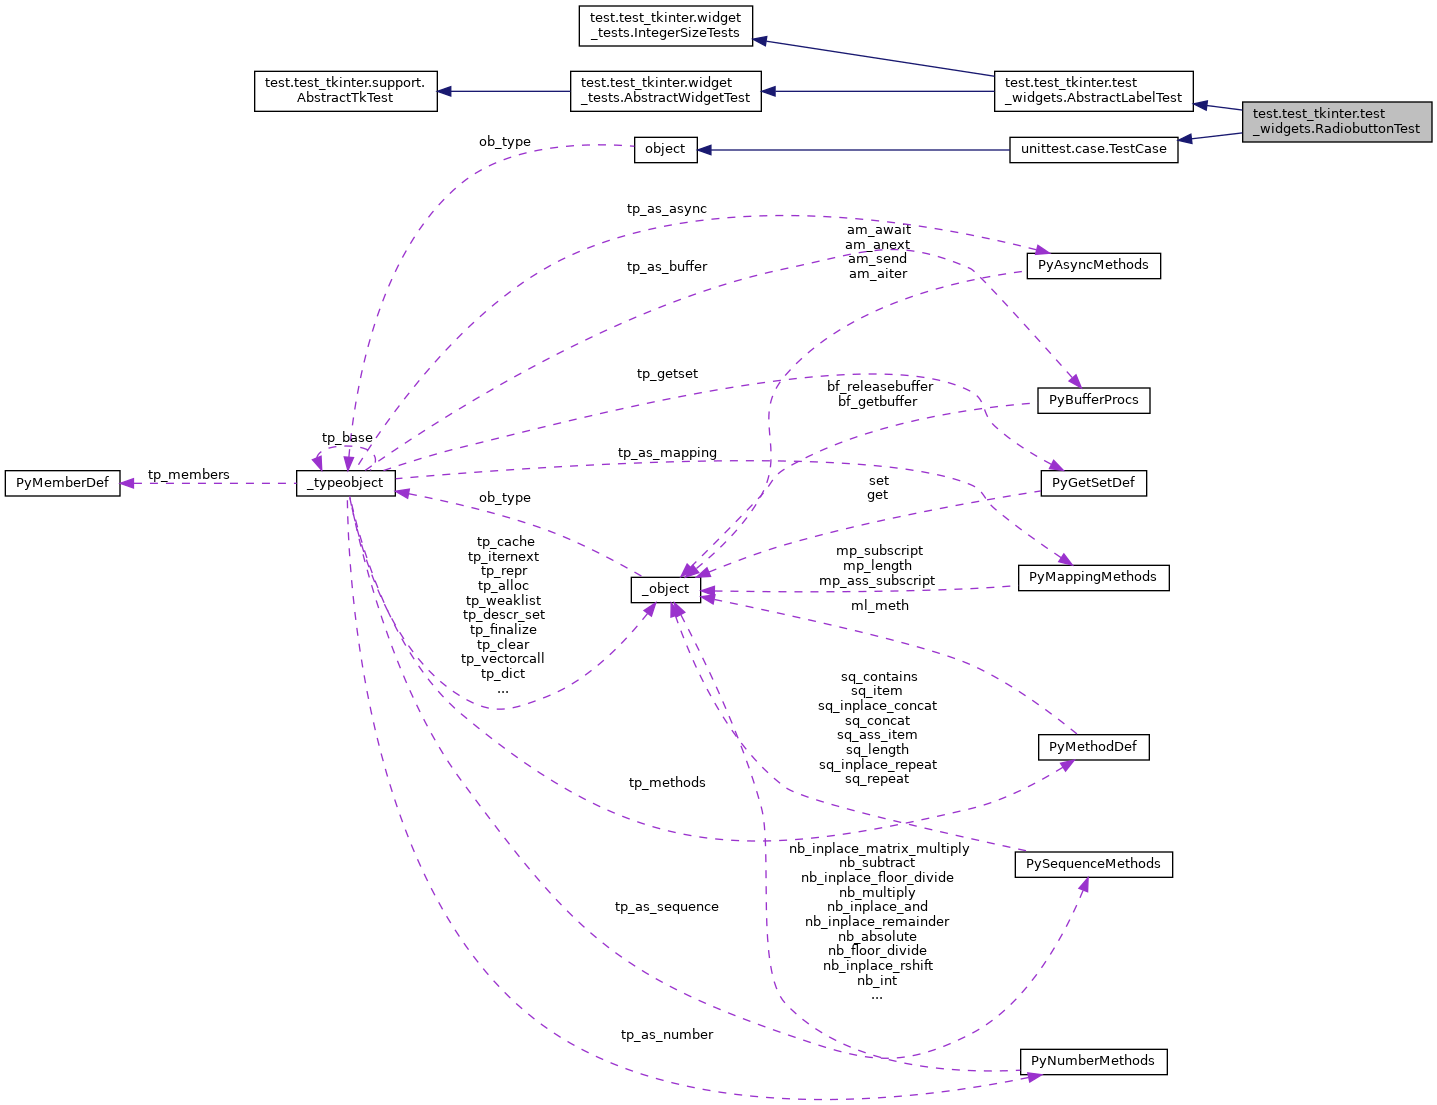 test.test_tkinter.widget
_tests.IntegerSizeTests
test.test_tkinter.support.
AbstractTkTest
test.test_tkinter.widget
_tests.AbstractWidgetTest
test.test_tkinter.test
_widgets.AbstractLabelTest
test.test_tkinter.test
_widgets.RadiobuttonTest
ob_type
object
unittest.case.TestCase
tp_as_async
am_await
am_anext
am_send
am_aiter
tp_as_buffer
PyAsyncMethods
tp_getset
bf_releasebuffer
bf_getbuffer
PyBufferProcs
tp_base
tp_as_mapping
PyMemberDef
tp_members
_typeobject
ob_type
set
get
PyGetSetDef
tp_cache
tp_iternext
tp_repr
tp_alloc
tp_weaklist
tp_descr_set
tp_finalize
tp_clear
tp_vectorcall
tp_dict
...
_object
mp_subscript
mp_length
mp_ass_subscript
PyMappingMethods
ml_meth
sq_contains
sq_item
sq_inplace_concat
sq_concat
sq_ass_item
sq_length
sq_inplace_repeat
sq_repeat
PyMethodDef
tp_methods
nb_inplace_matrix_multiply
nb_subtract
nb_inplace_floor_divide
nb_multiply
nb_inplace_and
nb_inplace_remainder
nb_absolute
nb_floor_divide
nb_inplace_rshift
nb_int
...
PySequenceMethods
tp_as_sequence
tp_as_number
PyNumberMethods